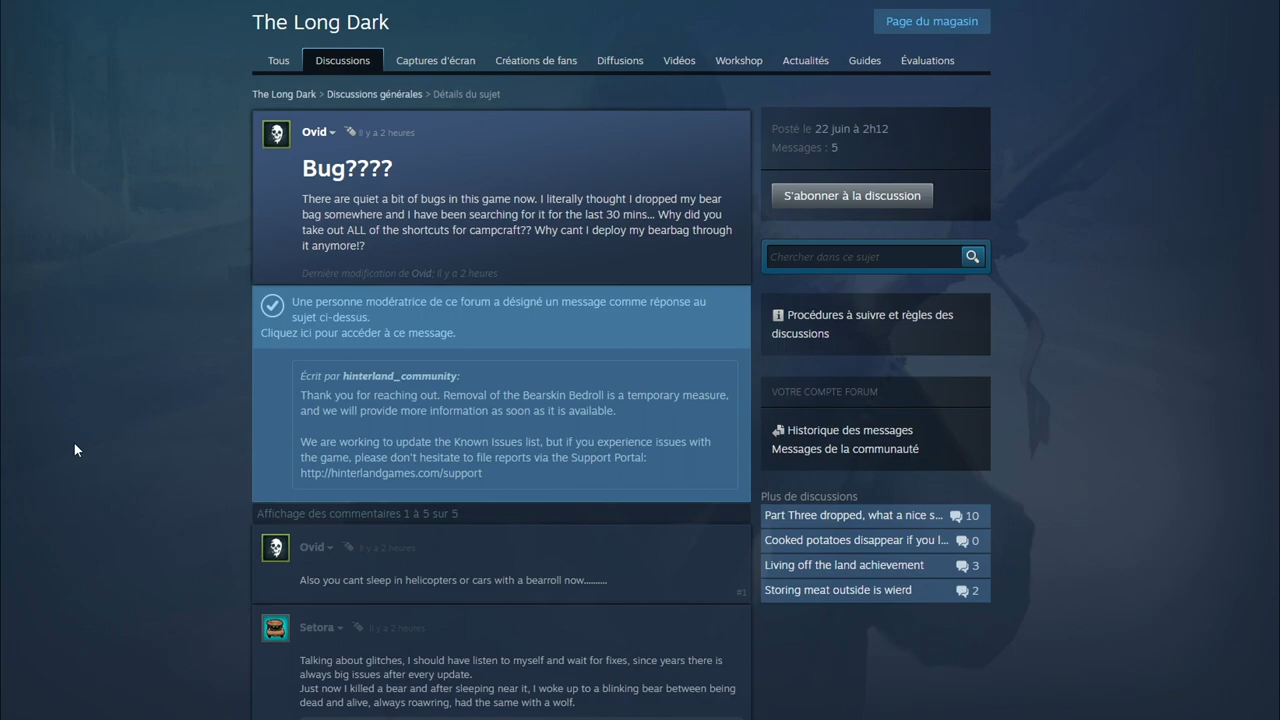 The Long Dark
Page du magasin
Tous
Discussions
Captures d'écran
Créations de fans
Diffusions
Vidéos
Workshop
Actualités
Guides
Évaluations
The Long Dark > Discussions générales > Détails du sujet
Ovid
Il y a 2 heures
Bug????
There are quiet a bit of bugs in this game now. I literally thought I dropped my bear
bag somewhere and I have been searching for it for the last 30 mins... Why did you
take out ALL of the shortcuts for campcraft?? Why cant I deploy my bearbag through
it anymore!?
Dernière modification de Ovid; Il y a 2 heures
Une personne modératrice de ce forum a désigné un message comme réponse au
sujet ci-dessus.
Cliquez ici pour accéder à ce message.
Écrit par hinterland_community:
Thank you for reaching out. Removal of the Bearskin Bedroll is a temporary measure,
and we will provide more information as soon as it is available.
We are working to update the Known Issues list, but if you experience issues with
the game, please don't hesitate to file reports via the Support Portal:
http://hinterlandgames.com/support
Affichage des commentaires 1 à 5 sur 5
Ovid
Il y a 2 heures
Also you cant sleep in helicopters or cars with a bearroll now..........
#1
Setora
Il y a 2 heures
Talking about glitches, I should have listen to myself and wait for fixes, since years there is
always big issues after every update.
Just now I killed a bear and after sleeping near it, I woke up to a blinking bear between being
dead and alive, always roawring, had the same with a wolf.
Posté le 22 juin à 2h12
Messages : 5
S'abonner à la discussion
Chercher dans ce sujet
Procédures à suivre et règles des
discussions
VOTRE COMPTE FORUM
Historique des messages
Messages de la communauté
Plus de discussions
Part Three dropped, what a nice s... 10
Cooked potatoes disappear if you l... 0
Living off the land achievement 3
Storing meat outside is wierd 2